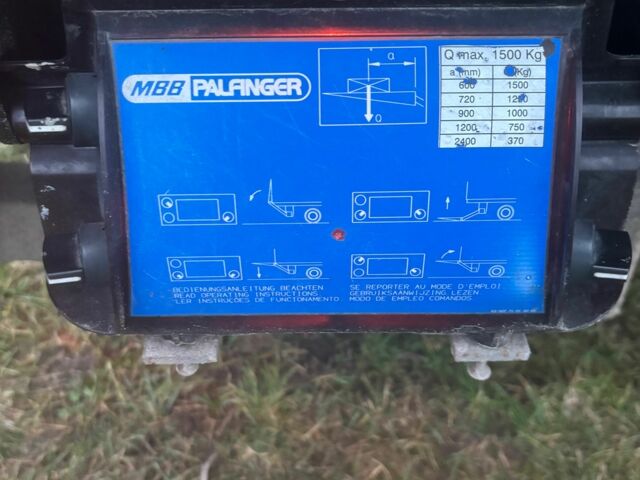 MBB PALFINGER
a
Q
Q max. 1500 Kg
a (mm) (Kg)
600 1500
720 1250
900 1000
1200 750
2400 370
BEDIENUNGSANLEITUNG BEACHTEN
READ OPERATING INSTRUCTIONS
LER INSTRUÇÕES DE FUNCIONAMENTO
SE REPORTER AU MODE D'EMPLOI
GEBRUIKSAANWIJZING LEZEN
MODO DE EMPLEO COMANDOS